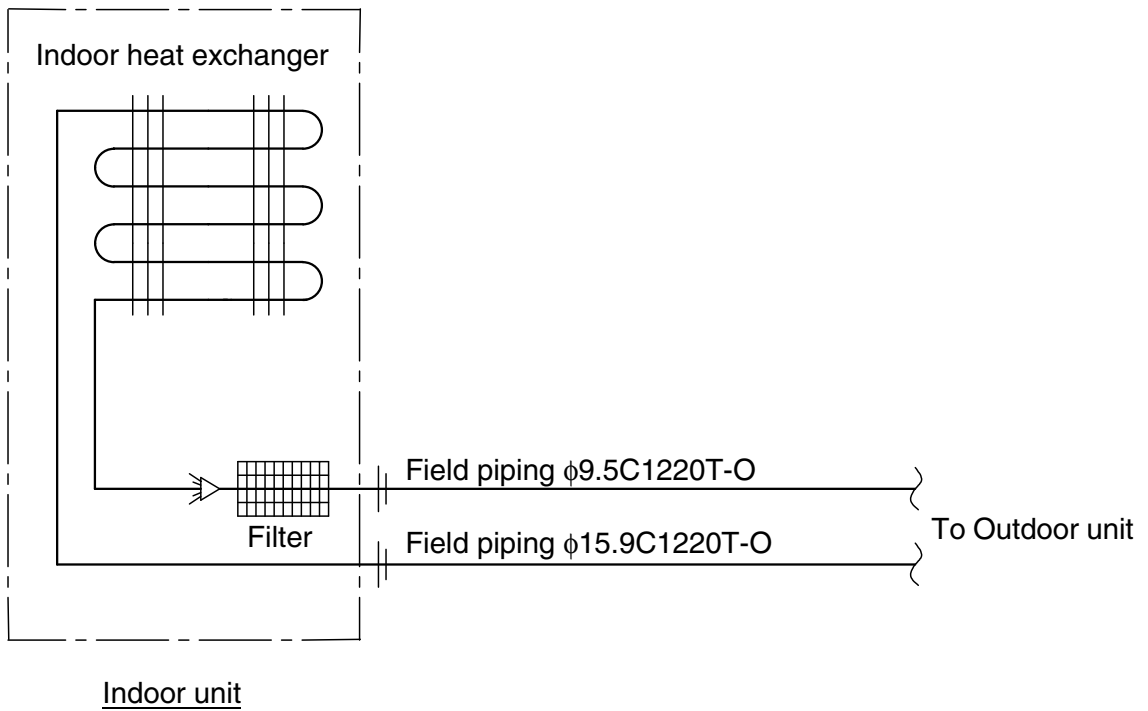 Indoor heat exchanger
Field piping ϕ9.5C1220T-O
Filter
Field piping ϕ15.9C1220T-O
To Outdoor unit
Indoor unit